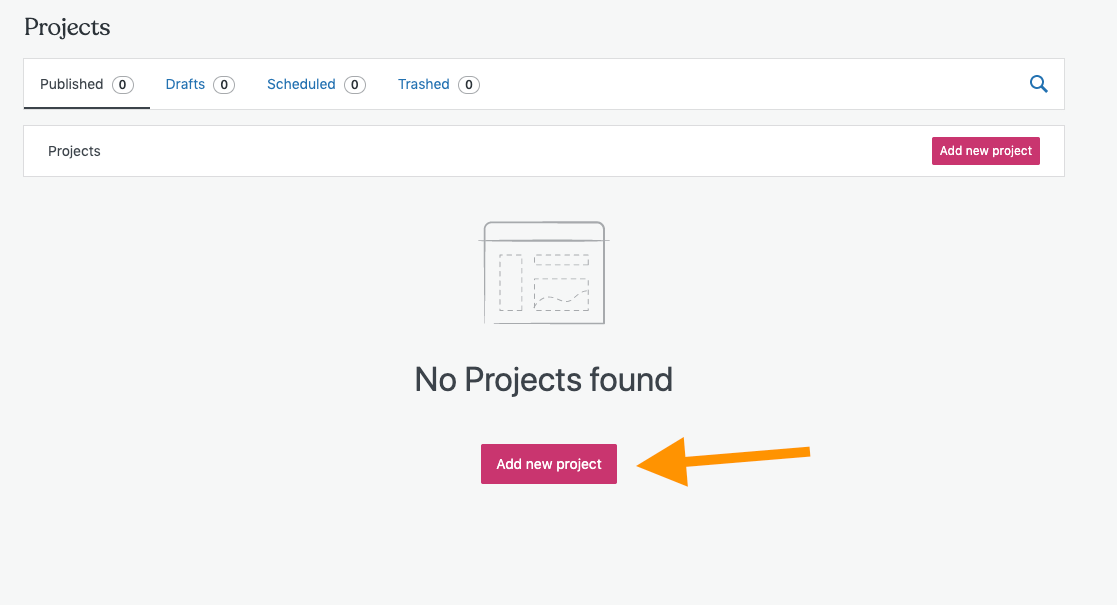 Projects
Published 0 Drafts 0 Scheduled 0 Trashed 0
Projects Add new project
No Projects found
Add new project